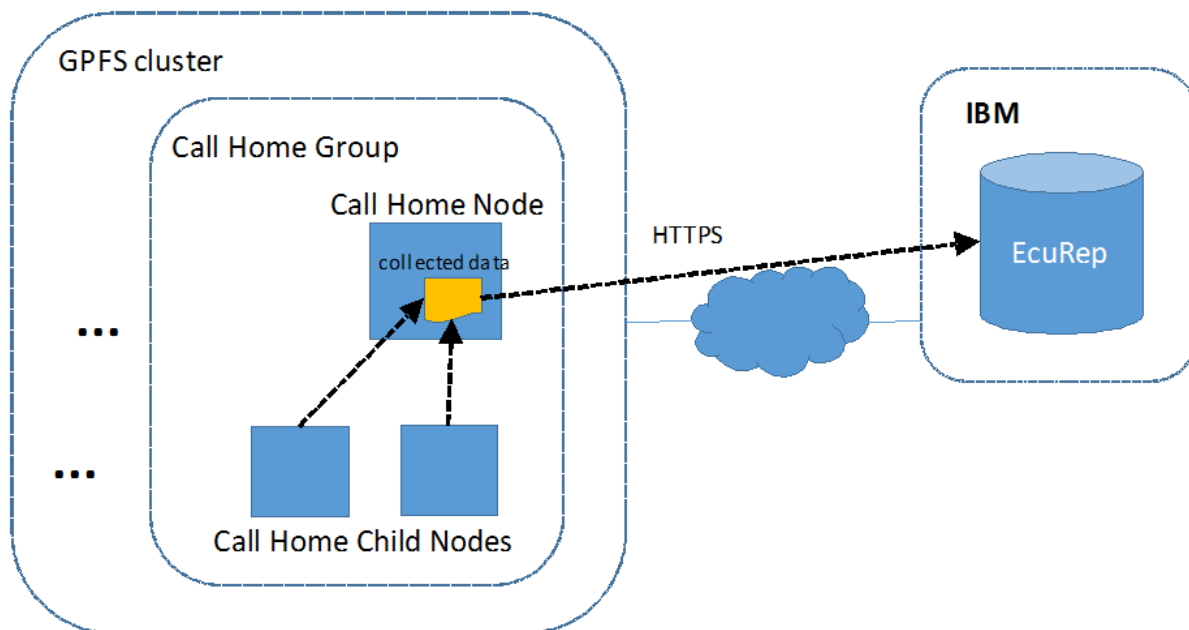 GPFS cluster
Call Home Group
Call Home Node
collected data
...
...
Call Home Child Nodes
HTTPS
IBM
EcuRep